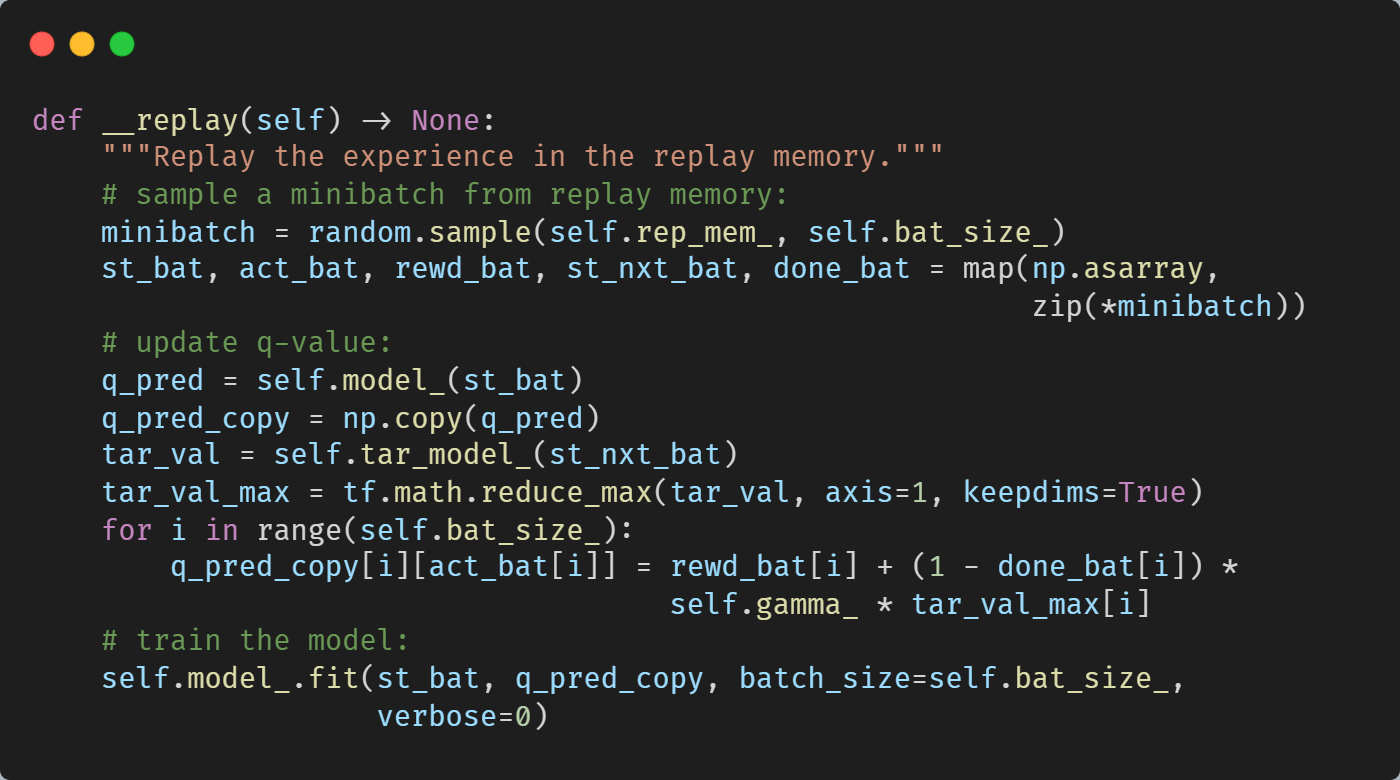 def __replay(self) -> None:
    """Replay the experience in the replay memory."""
    # sample a minibatch from replay memory:
    minibatch = random.sample(self.rep_mem_, self.bat_size_)
    st_bat, act_bat, rewd_bat, st_nxt_bat, done_bat = map(np.asarray,
                                                          zip(*minibatch))
    # update q-value:
    q_pred = self.model_(st_bat)
    q_pred_copy = np.copy(q_pred)
    tar_val = self.tar_model_(st_nxt_bat)
    tar_val_max = tf.math.reduce_max(tar_val, axis=1, keepdims=True)
    for i in range(self.bat_size_):
        q_pred_copy[i][act_bat[i]] = rewd_bat[i] + (1 - done_bat[i]) *
                                     self.gamma_ * tar_val_max[i]
    # train the model:
    self.model_.fit(st_bat, q_pred_copy, batch_size=self.bat_size_,
                    verbose=0)